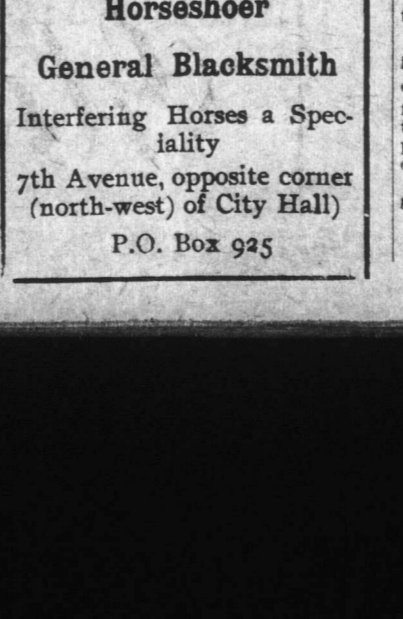 Horseshoer
General Blacksmith
Interfering Horses a Spec-
iality
7th Avenue, opposite corner
(north-west) of City Hall)
P.O. Box 925